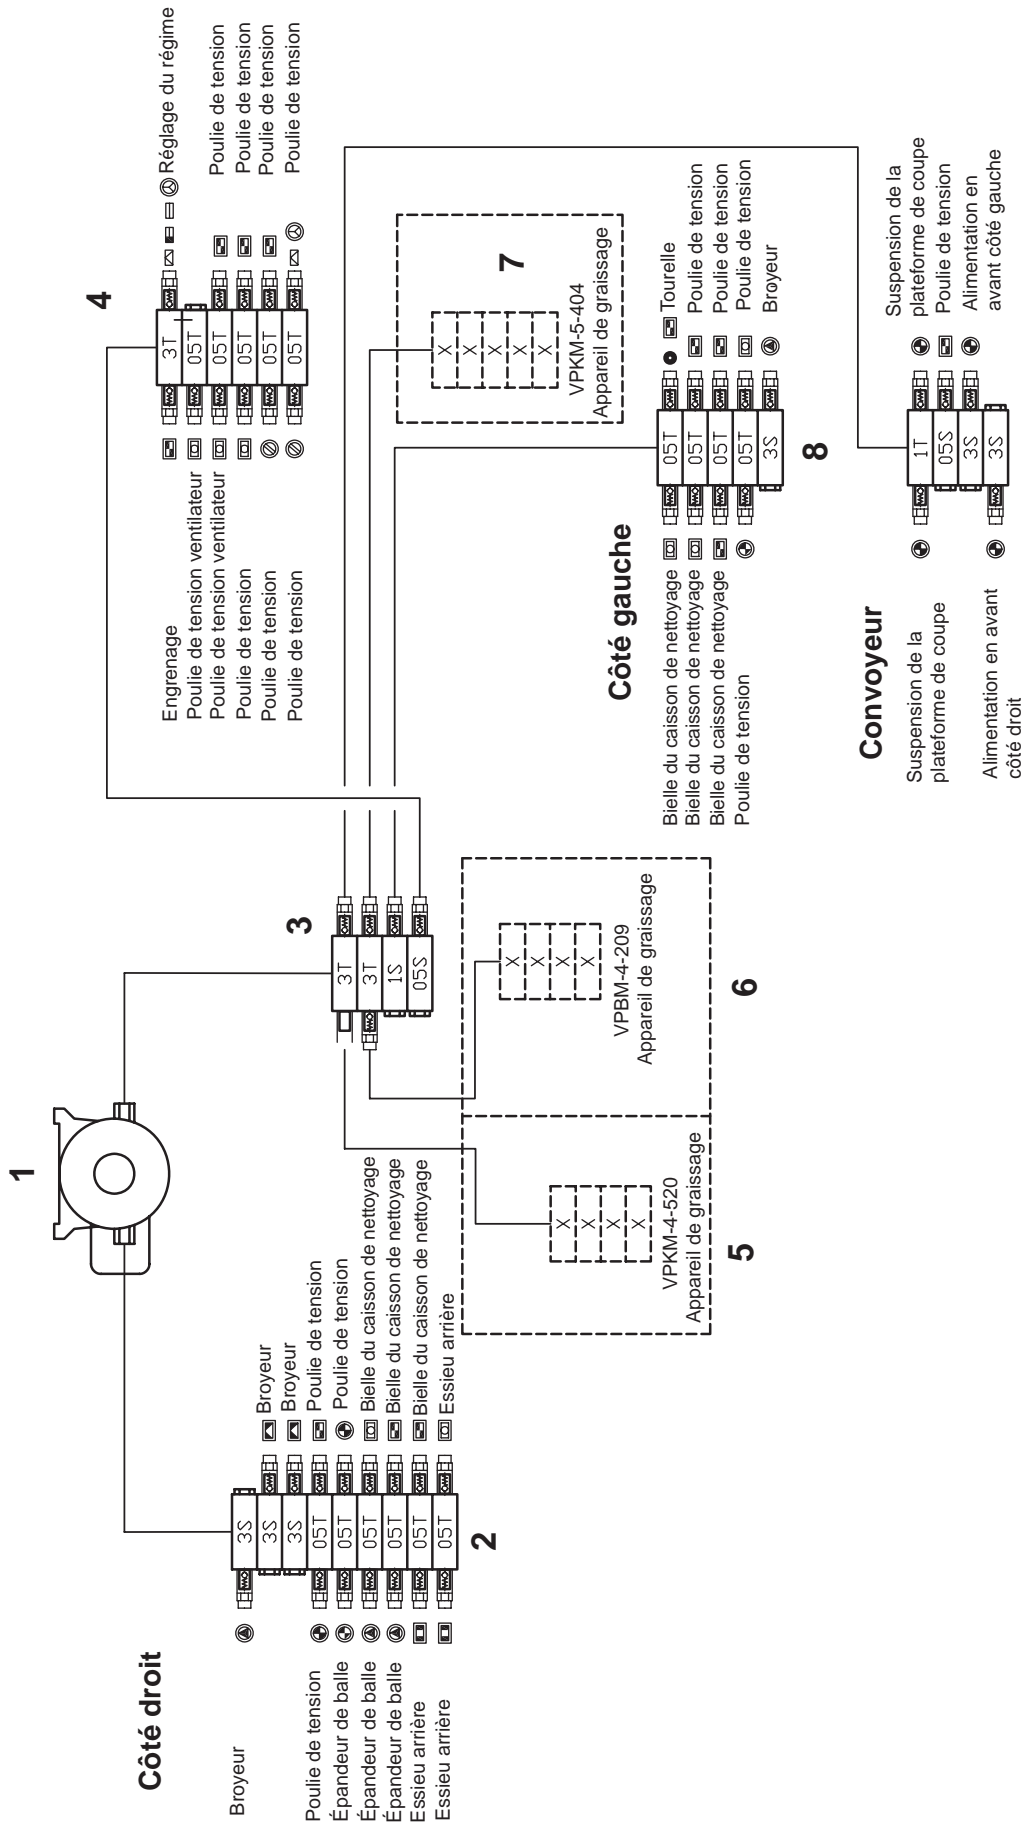 1
Côté droit
Broyeur
Poulie de tension
Épandeur de balle
Épandeur de balle
Épandeur de balle
Essieu arrière
Essieu arrière
3S
3S
3S
05T
05T
05T
05T
05T
05T
2
Broyeur
Broyeur
Poulie de tension
Poulie de tension
Bielle du caisson de nettoyage
Bielle du caisson de nettoyage
Bielle du caisson de nettoyage
Essieu arrière
3
3T
3T
1S
05S
X
X
X
X
VPKM-4-520
Appareil de graissage
5
X
X
X
X
VPBM-4-209
Appareil de graissage
6
4
Engrenage
Poulie de tension ventilateur
Poulie de tension ventilateur
Poulie de tension
Poulie de tension
Poulie de tension
3T
05T
05T
05T
05T
05T
Réglage du régime
Poulie de tension
Poulie de tension
Poulie de tension
Poulie de tension
7
X
X
X
X
X
VPKM-5-404
Appareil de graissage
Côté gauche
Bielle du caisson de nettoyage
Bielle du caisson de nettoyage
Bielle du caisson de nettoyage
Poulie de tension
05T
05T
05T
05T
3S
Tourelle
Poulie de tension
Poulie de tension
Poulie de tension
Broyeur
8
Convoyeur
Suspension de la
plateforme de coupe
Alimentation en avant
côté droit
1T
05S
3S
3S
Suspension de la
plateforme de coupe
Poulie de tension
Alimentation en
avant côté gauche